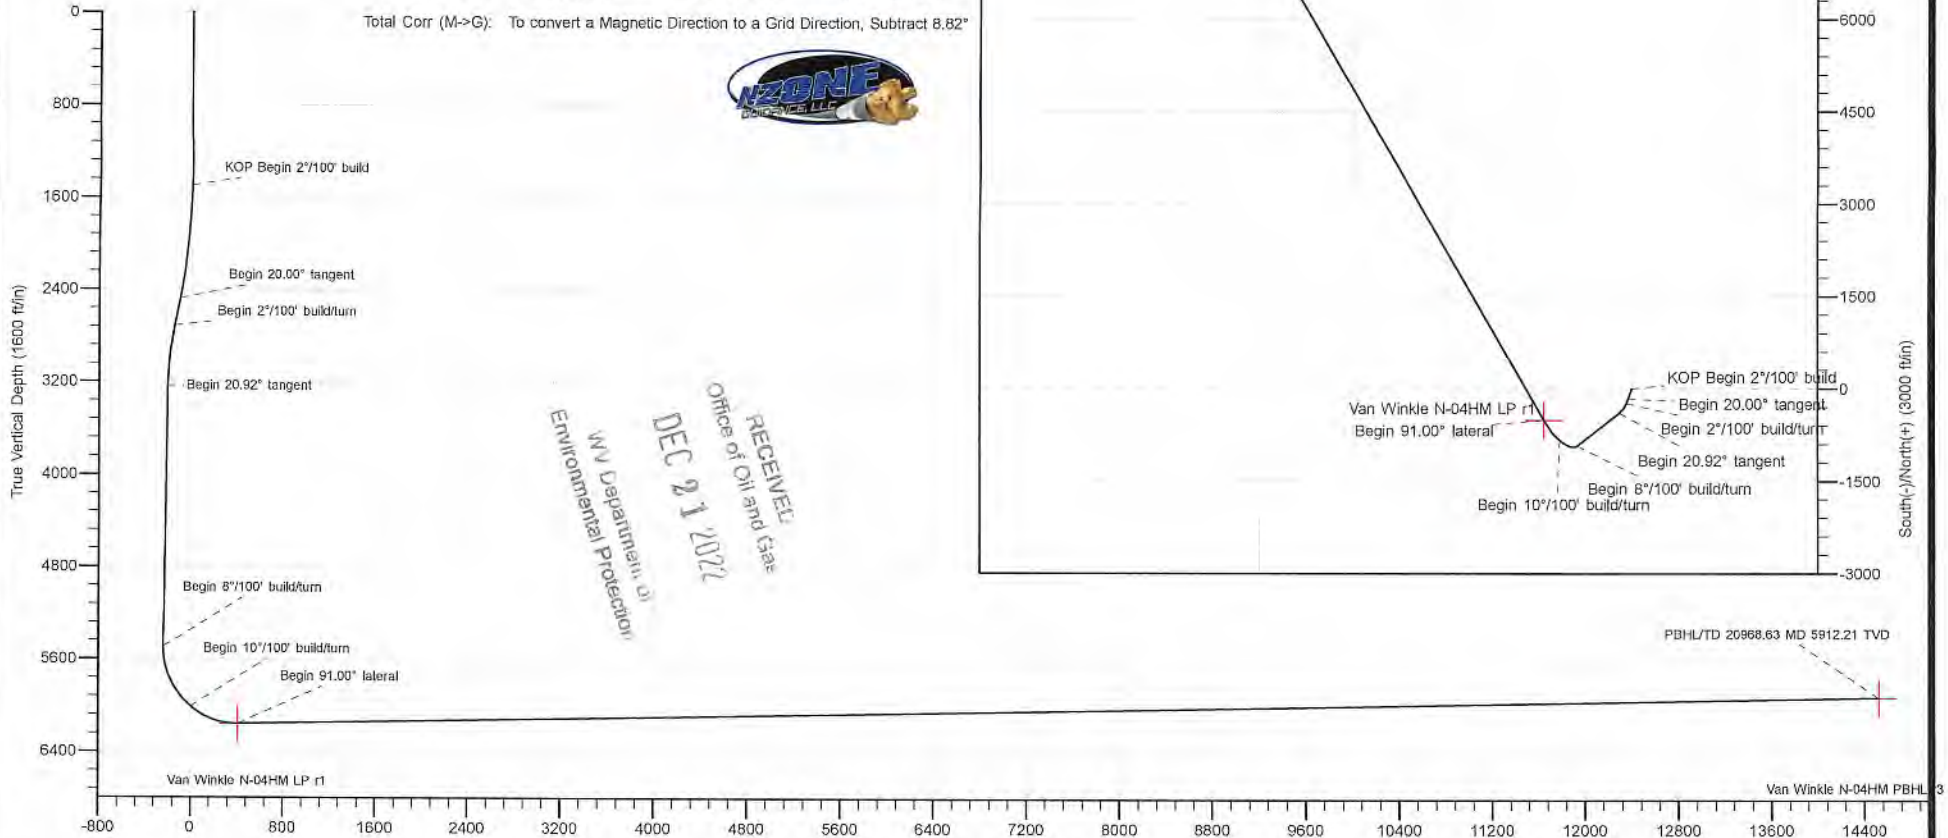 Total Corr (M->G): To convert a Magnetic Direction to a Grid Direction, Subtract 8.82°
NZONE
GUIDANCE, LLC
0
800
1600
2400
3200
4000
4800
5600
6400
True Vertical Depth (1600 ft/in)
KOP Begin 2°/100' build
Begin 20.00° tangent
Begin 2°/100' build/turn
Begin 20.92° tangent
Begin 8°/100' build/turn
Begin 10°/100' build/turn
Begin 91.00° lateral
Van Winkle N-04HM LP r1
RECEIVED
Office of Oil and Gas
DEC 21 2022
WV Department of
Environmental Protection
6000
4500
3000
1500
0
-1500
-3000
South(-)/North(+) (3000 ft/in)
KOP Begin 2°/100' build
Begin 20.00° tangent
Begin 2°/100' build/turn
Begin 20.92° tangent
Begin 8°/100' build/turn
Begin 10°/100' build/turn
Van Winkle N-04HM LP r1
Begin 91.00° lateral
PBHL/TD 20968.63 MD 5912.21 TVD
Van Winkle N-04HM PBHL r3
-800 0 800 1600 2400 3200 4000 4800 5600 6400 7200 8000 8800 9600 10400 11200 12000 12800 13600 14400